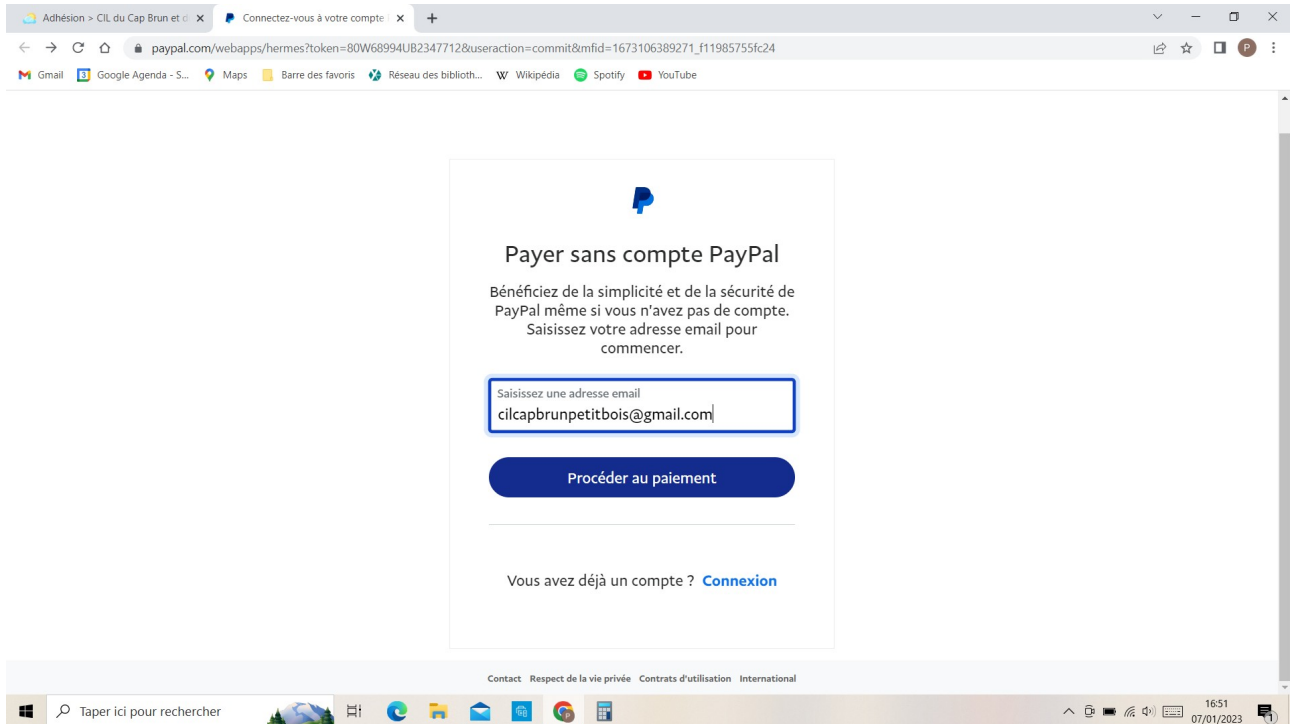 Adhésion > CIL du Cap Brun et d
Connectez-vous à votre compte
paypal.com/webapps/hermes?token=80W68994UB2347712&useraction=commit&mfid=1673106389271_f11985755fc24
P
Gmail
Google Agenda - S...
Maps
Barre des favoris
Réseau des biblioth...
W Wikipédia
Spotify
YouTube
Payer sans compte PayPal
Bénéficiez de la simplicité et de la sécurité de
PayPal même si vous n'avez pas de compte.
Saisissez votre adresse email pour
commencer.
Saisissez une adresse email
cilcapbrunpetitbois@gmail.com
Procéder au paiement
Vous avez déjà un compte ? Connexion
Contact Respect de la vie privée Contrats d'utilisation International
Taper ici pour rechercher
16:51
07/01/2023